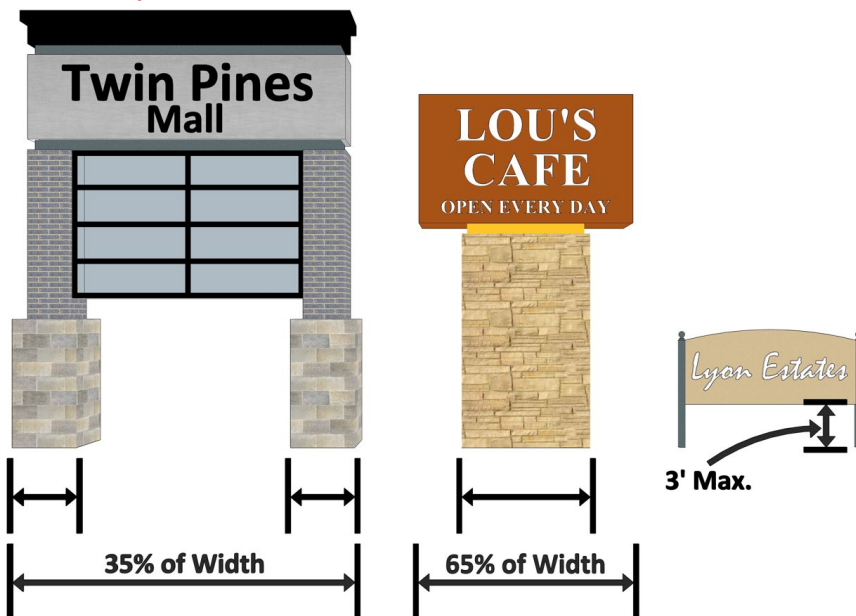 Twin Pines
Mall
LOU'S
CAFE
OPEN EVERY DAY
Lyon Estates
3' Max.
35% of Width
65% of Width